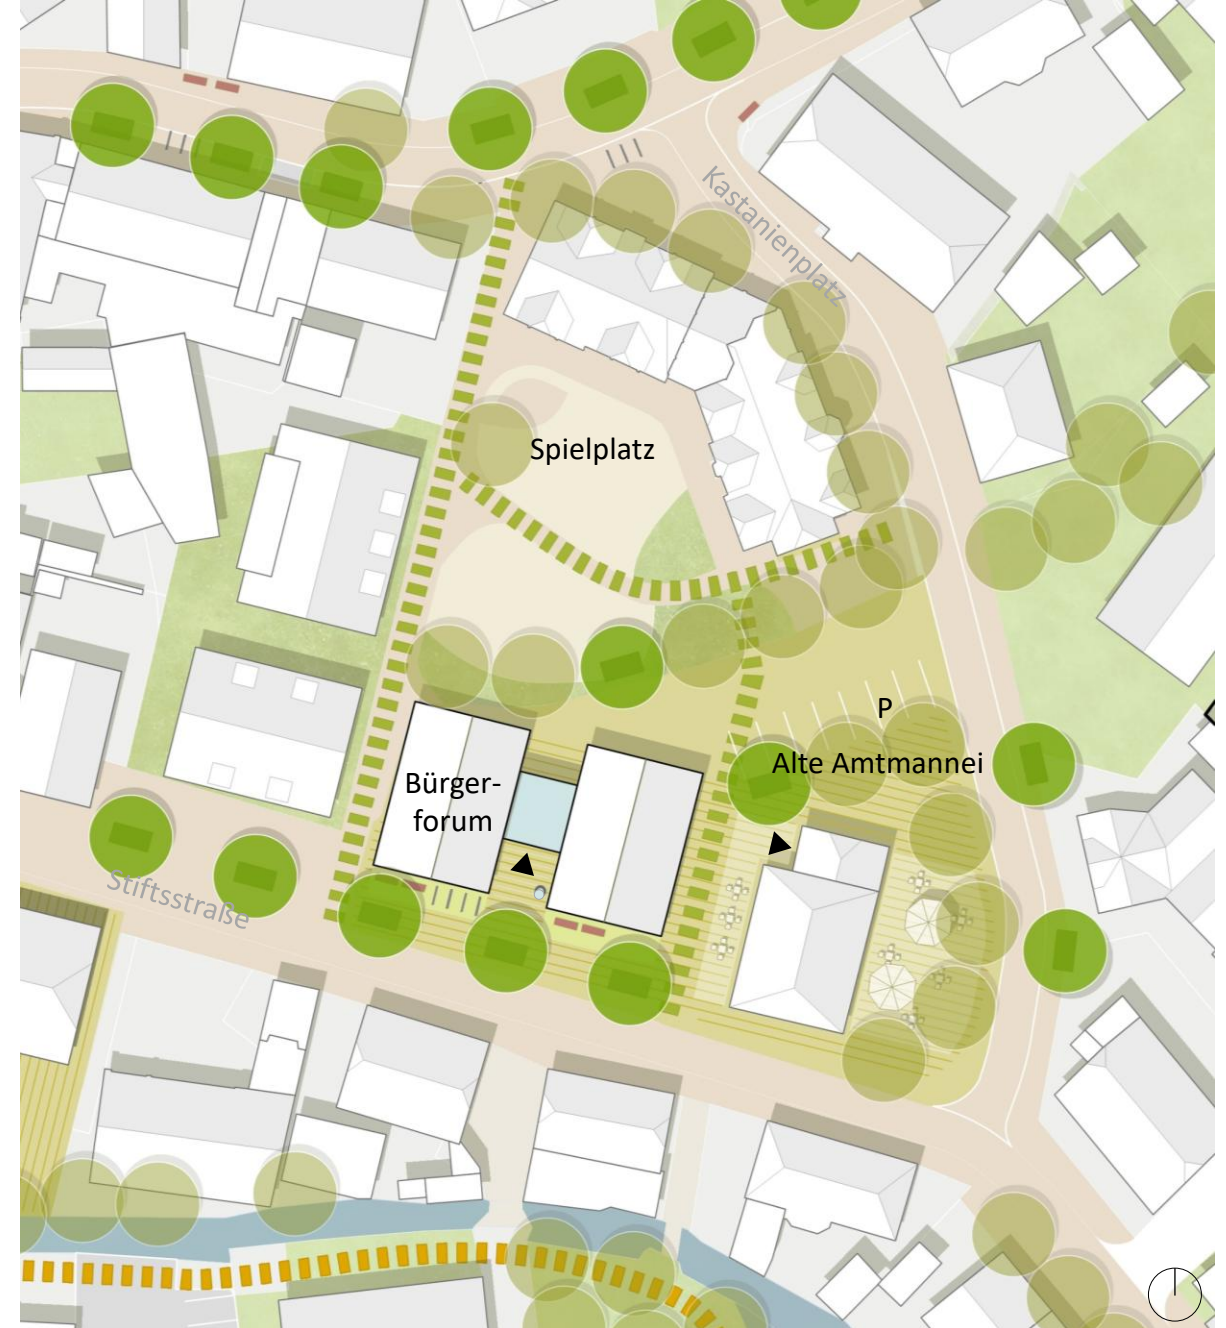 Kastanienplatz
Spielplatz
P
Alte Amtmannei
Bürger-
forum
Stiftsstraße